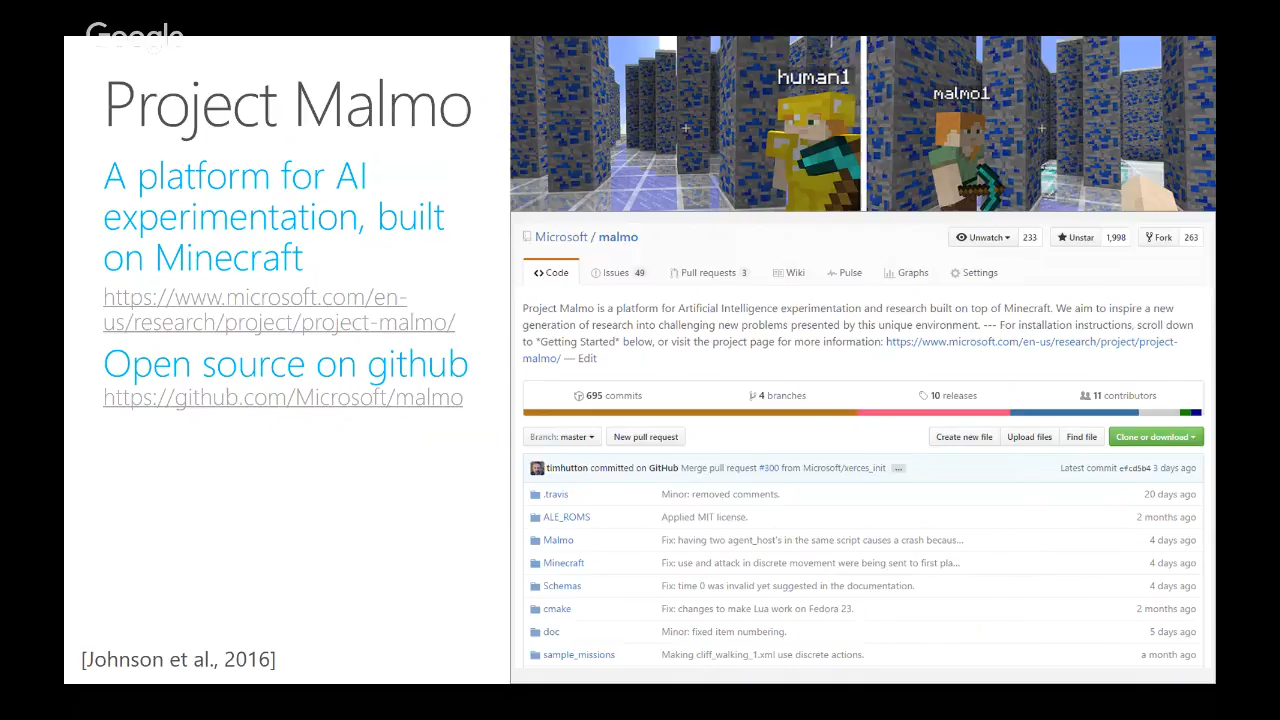 Google
Project Malmo
A platform for AI
experimentation, built
on Minecraft
https://www.microsoft.com/en-
us/research/project/project-malmo/
Open source on github
https://github.com/Microsoft/malmo
[Johnson et al., 2016]
human1
malmo1
Microsoft / malmo
Unwatch 233 Unstar 1,998 Fork 263
Code Issues 49 Pull requests 3 Wiki Pulse Graphs Settings
Project Malmo is a platform for Artificial Intelligence experimentation and research built on top of Minecraft. We aim to inspire a new
generation of research into challenging new problems presented by this unique environment. --- For installation instructions, scroll down
to *Getting Started* below, or visit the project page for more information: https://www.microsoft.com/en-us/research/project/project-
malmo/ — Edit
695 commits 4 branches 10 releases 11 contributors
Branch: master New pull request Create new file Upload files Find file Clone or download
timhutton committed on GitHub Merge pull request #300 from Microsoft/xerces_init ... Latest commit efcd5b4 3 days ago
.travis Minor: removed comments. 20 days ago
ALE_ROMS Applied MIT license. 2 months ago
Malmo Fix: having two agent_host's in the same script causes a crash becaus... 4 days ago
Minecraft Fix: use and attack in discrete movement were being sent to first pla... 4 days ago
Schemas Fix: time 0 was invalid yet suggested in the documentation. 4 days ago
cmake Fix: changes to make Lua work on Fedora 23. 2 months ago
doc Minor: fixed item numbering. 5 days ago
sample_missions Making cliff_walking_1.xml use discrete actions. a month ago